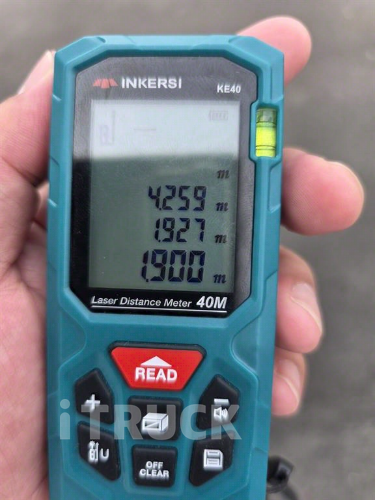 INKERSI KE40
m
4.259 m
1.927 m
1.900 m
Laser Distance Meter 40M
READ
iTRUCK
OFF
CLEAR